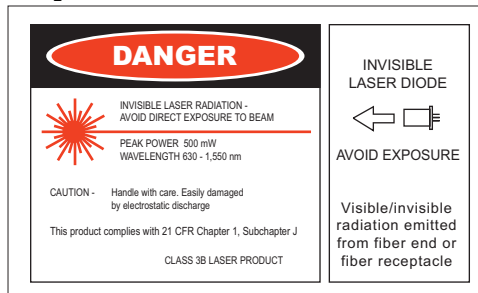 DANGER
INVISIBLE LASER RADIATION -
AVOID DIRECT EXPOSURE TO BEAM
PEAK POWER  500 mW
WAVELENGTH 630 - 1,550 nm
CAUTION -   Handle with care. Easily damaged
by electrostatic discharge
This product complies with 21 CFR Chapter 1, Subchapter J
CLASS 3B LASER PRODUCT
INVISIBLE
LASER DIODE
AVOID EXPOSURE
Visible/invisible
radiation emitted
from fiber end or
fiber receptacle